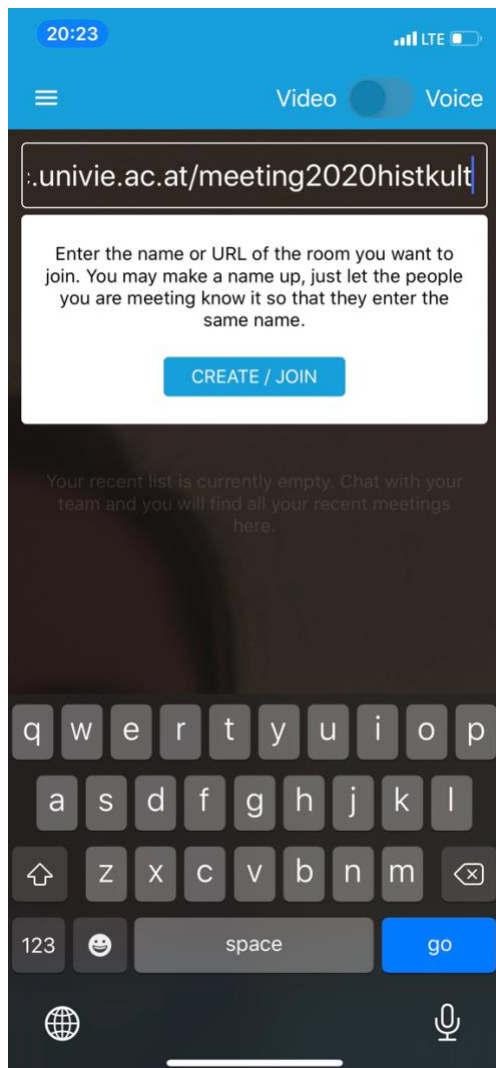 20:23
LTE
Video Voice
:.univie.ac.at/meeting2020histkult
Enter the name or URL of the room you want to
join. You may make a name up, just let the people
you are meeting know it so that they enter the
same name.
CREATE / JOIN
Your recent list is currently empty. Chat with your
team and you will find all your recent meetings
here.
q w e r t y u i o p
a s d f g h j k l
z x c v b n m
123 space go